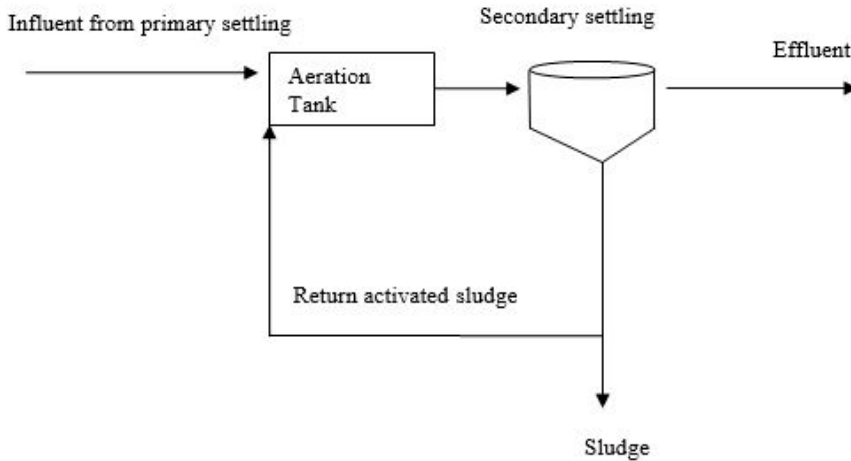 Influent from primary settling
Secondary settling
Effluent
Aeration
Tank
Return activated sludge
Sludge